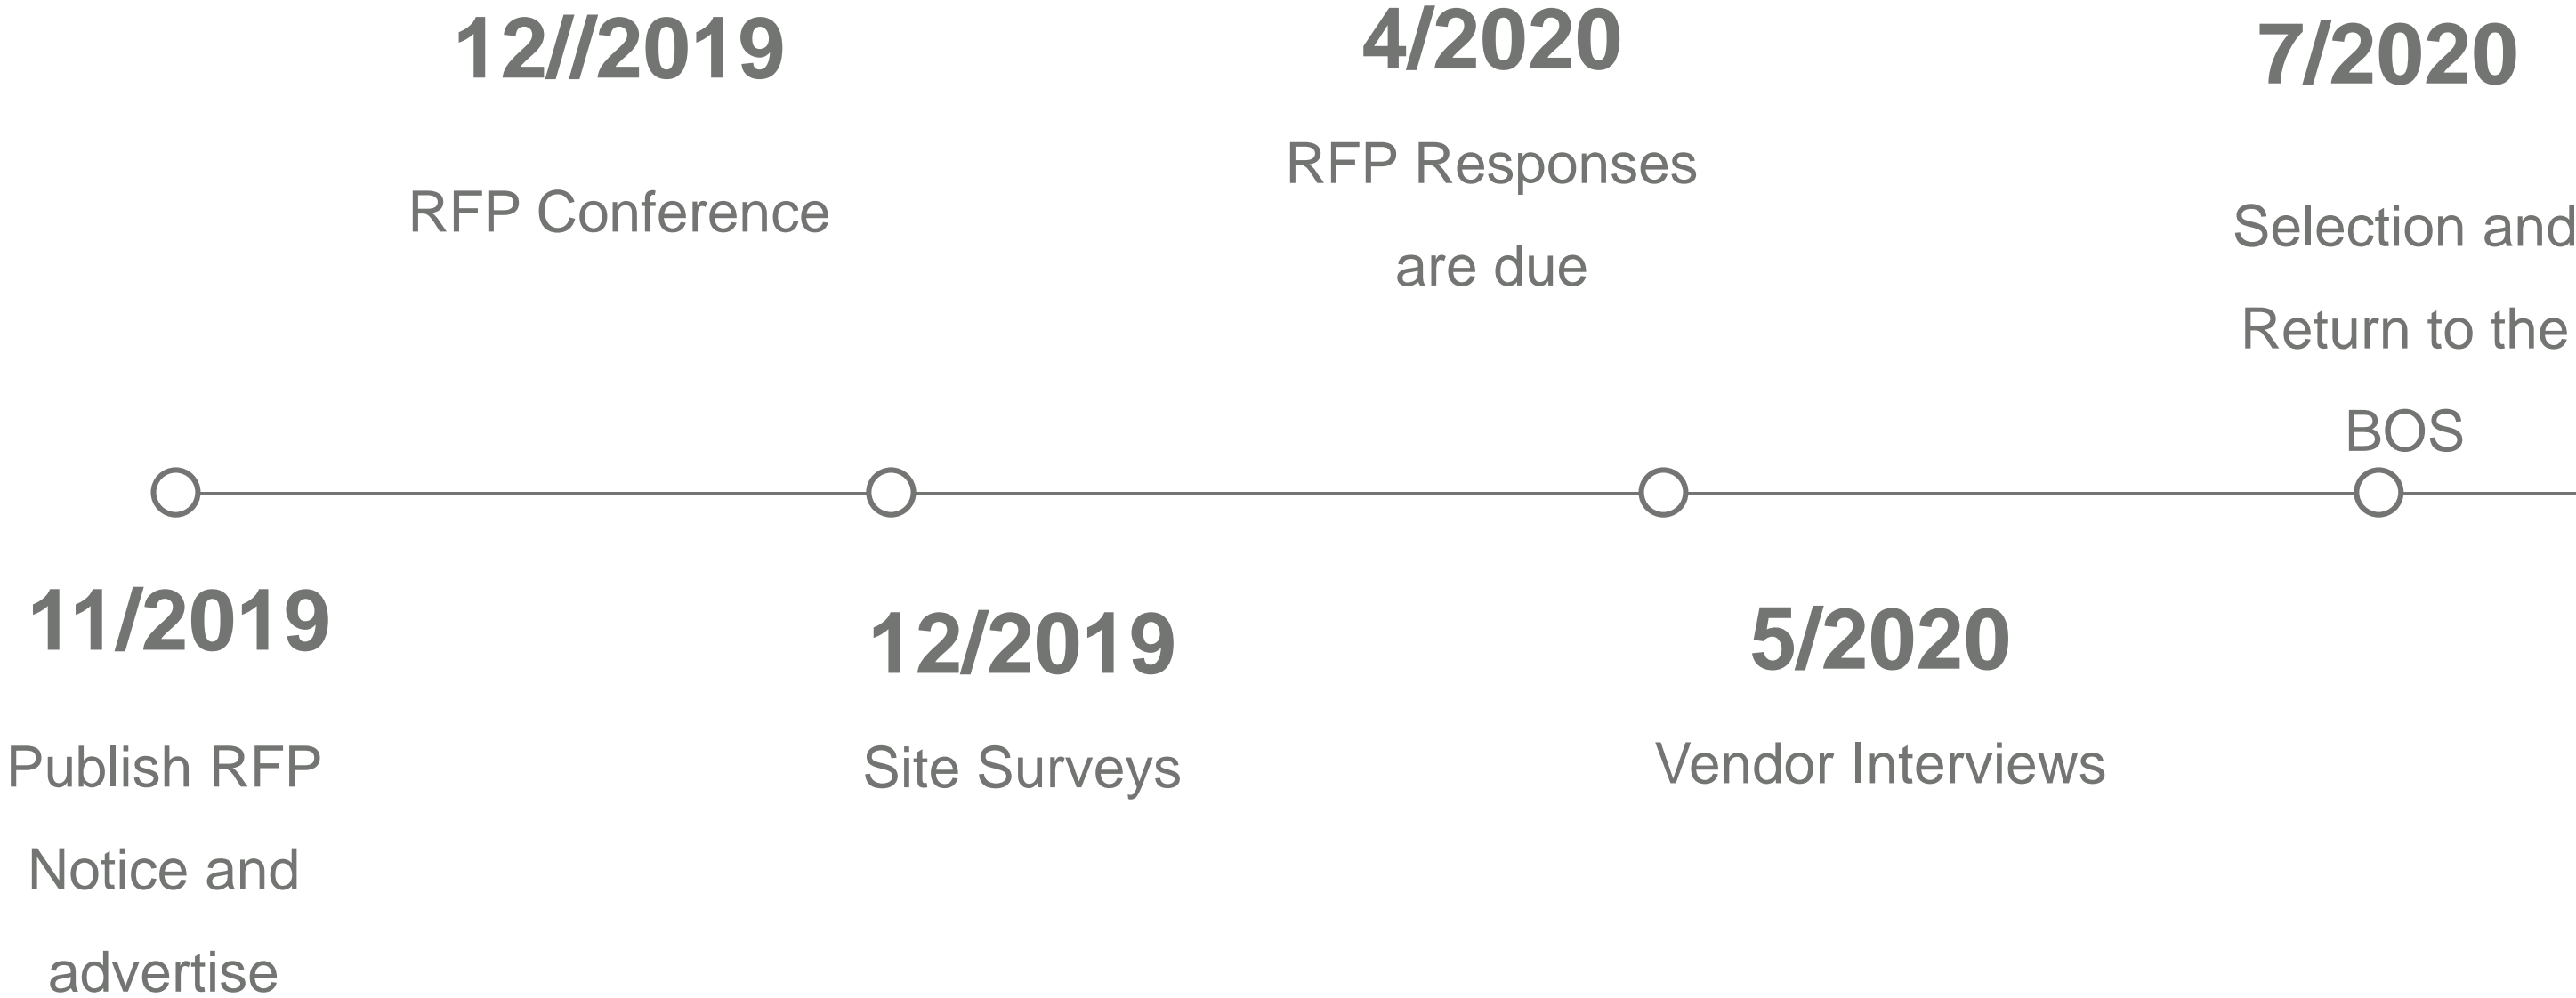 12//2019
RFP Conference
4/2020
RFP Responses
are due
7/2020
Selection and
Return to the
BOS
11/2019
Publish RFP
Notice and
advertise
12/2019
Site Surveys
5/2020
Vendor Interviews